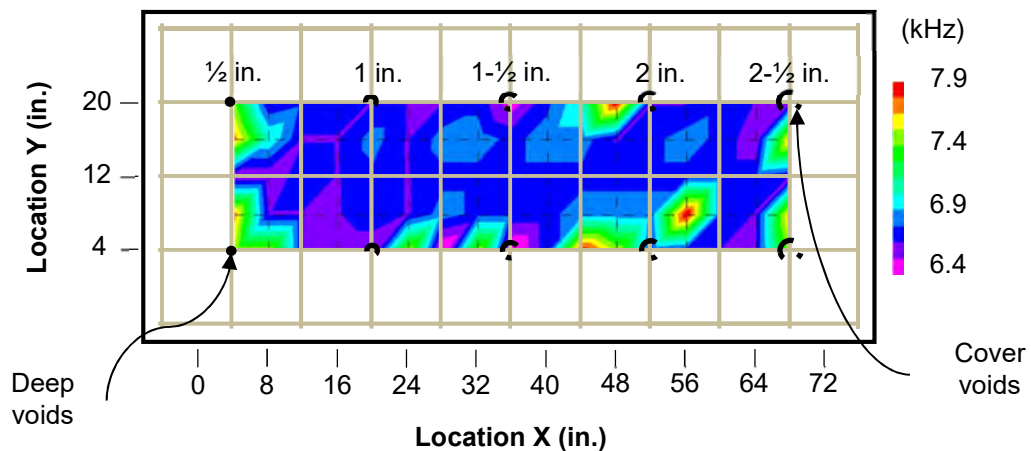 (kHz)
½ in. 1 in. 1-½ in. 2 in. 2-½ in.
7.9
7.4
6.9
6.4
Location Y (in.)
20
12
4
Deep
voids
Cover
voids
0 8 16 24 32 40 48 56 64 72
Location X (in.)